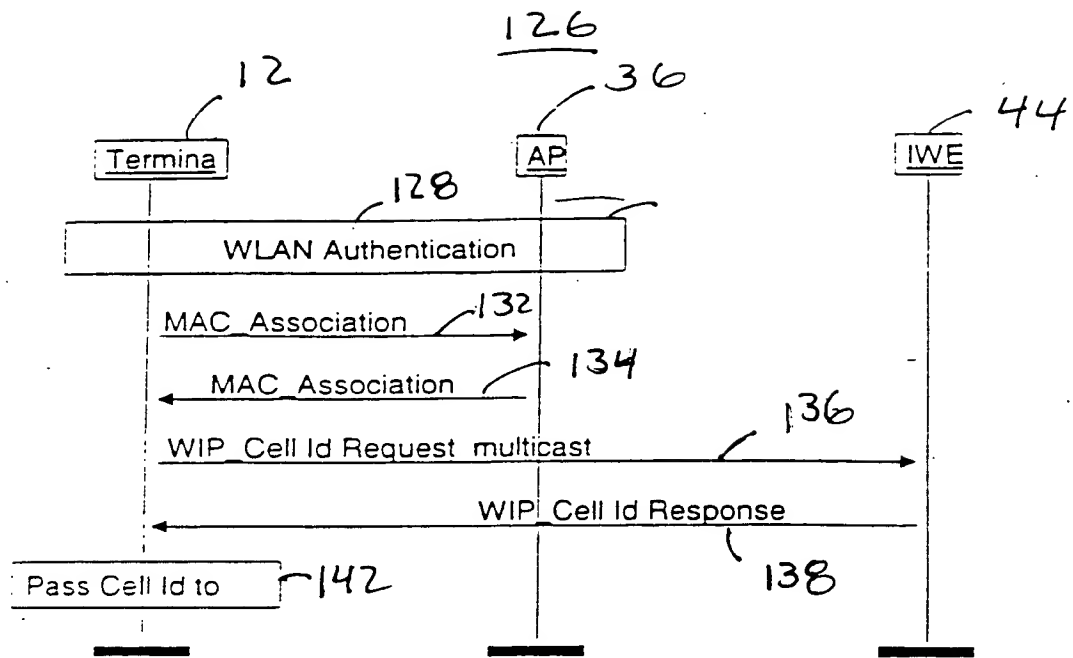 126
12
36
44
Termina
AP
IWE
128
WLAN Authentication
MAC_Association
132
MAC_Association
134
WIP_Cell Id Request multicast
136
WIP_Cell Id Response
138
Pass Cell Id to
142